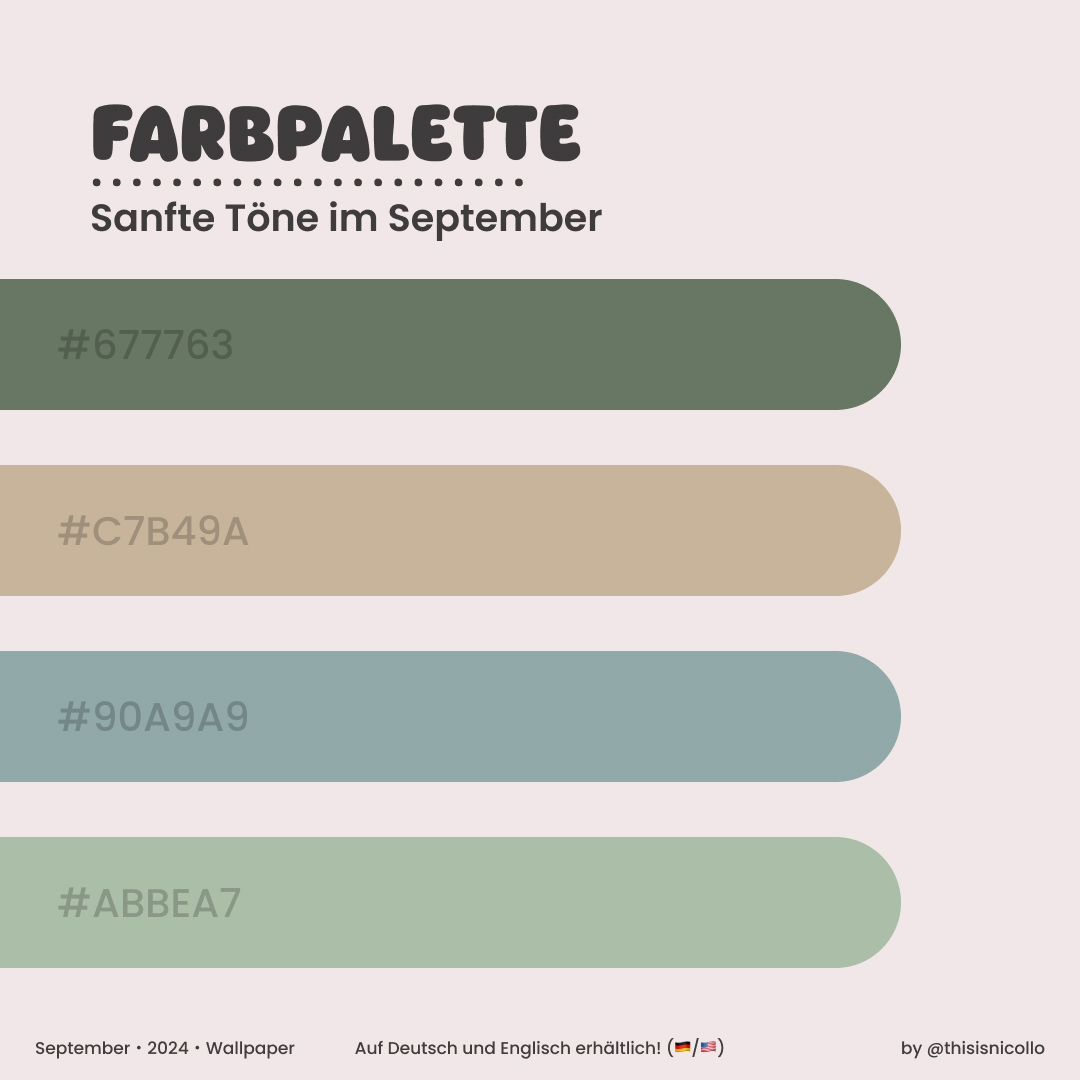 FARBPALETTE
Sanfte Töne im September
#677763
#C7B49A
#90A9A9
#ABBEA7
September • 2024 • Wallpaper
Auf Deutsch und Englisch erhältlich! (🇩🇪/🇺🇸)
by @thisisnicollo